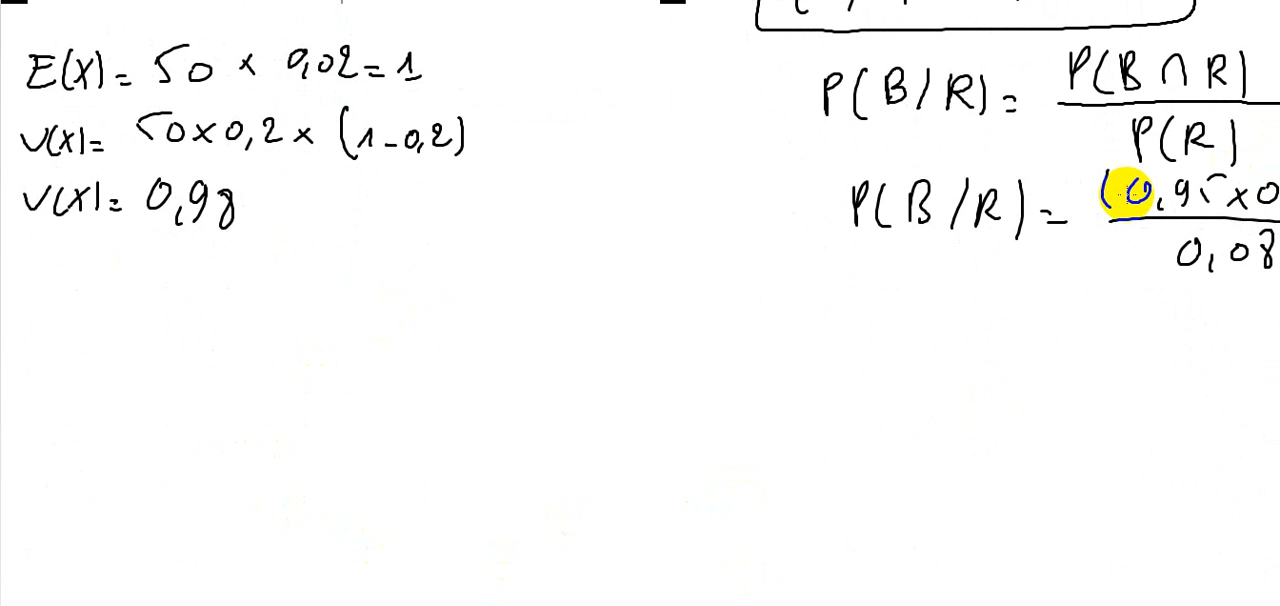 E(X) = 50 x 0,02 = 1
V(X) = 50 x 0,2 x (1 - 0,2)
V(X) = 0,98
P(B/R) = P(B ∩ R)
P(R)
P(B/R) = (0,95 x 0
0,08